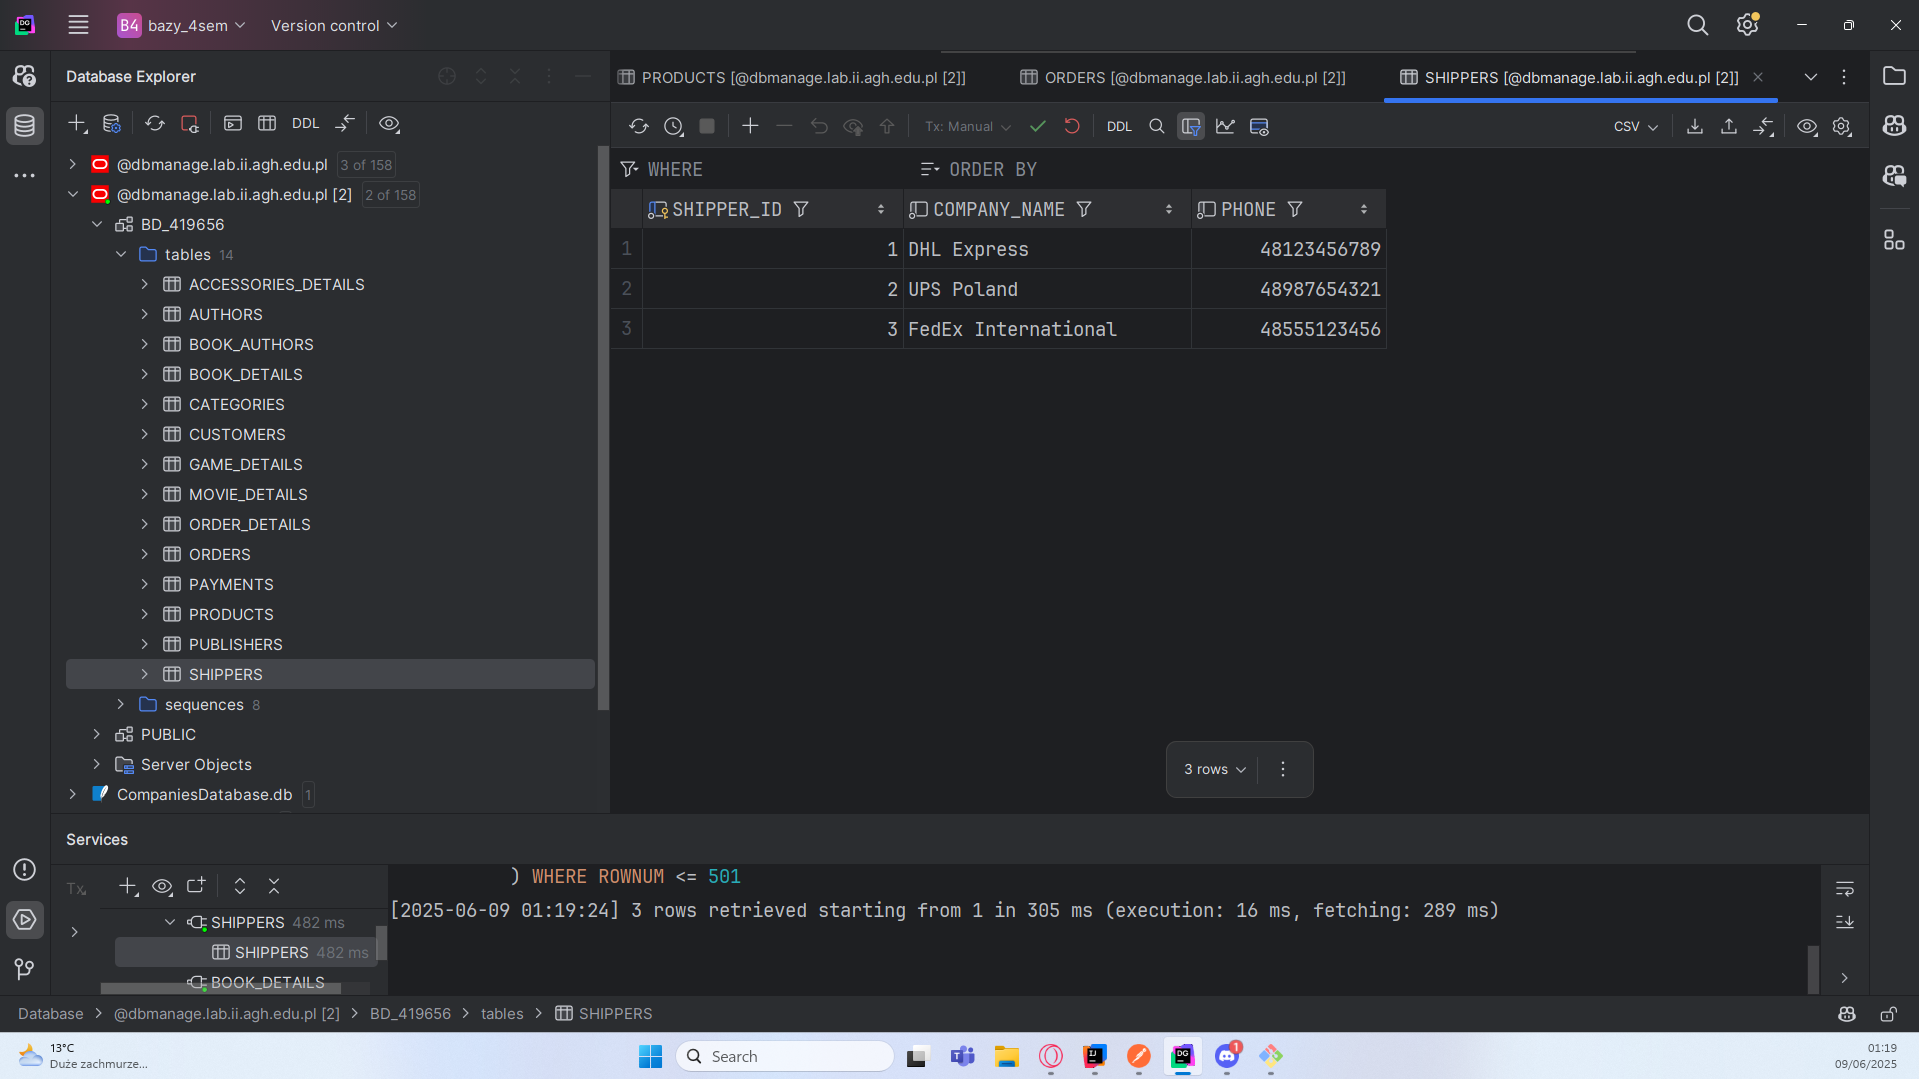 B4 bazy_4sem Version control
Database Explorer
DDL
@dbmanage.lab.ii.agh.edu.pl 3 of 158
@dbmanage.lab.ii.agh.edu.pl [2] 2 of 158
BD_419656
tables 14
ACCESSORIES_DETAILS
AUTHORS
BOOK_AUTHORS
BOOK_DETAILS
CATEGORIES
CUSTOMERS
GAME_DETAILS
MOVIE_DETAILS
ORDER_DETAILS
ORDERS
PAYMENTS
PRODUCTS
PUBLISHERS
SHIPPERS
sequences 8
PUBLIC
Server Objects
CompaniesDatabase.db 1
PRODUCTS [@dbmanage.lab.ii.agh.edu.pl [2]] ORDERS [@dbmanage.lab.ii.agh.edu.pl [2]] SHIPPERS [@dbmanage.lab.ii.agh.edu.pl [2]]
Tx: Manual DDL CSV
WHERE ORDER BY
SHIPPER_ID COMPANY_NAME PHONE
1 1 DHL Express 48123456789
2 2 UPS Poland 48987654321
3 3 FedEx International 48555123456
3 rows
Services
Tx
SHIPPERS 482 ms
SHIPPERS 482 ms
BOOK_DETAILS
) WHERE ROWNUM <= 501
[2025-06-09 01:19:24] 3 rows retrieved starting from 1 in 305 ms (execution: 16 ms, fetching: 289 ms)
Database > @dbmanage.lab.ii.agh.edu.pl [2] > BD_419656 > tables > SHIPPERS
13°C
Duże zachmurze...
Search
DG
IJ
DG
1
01:19
09/06/2025